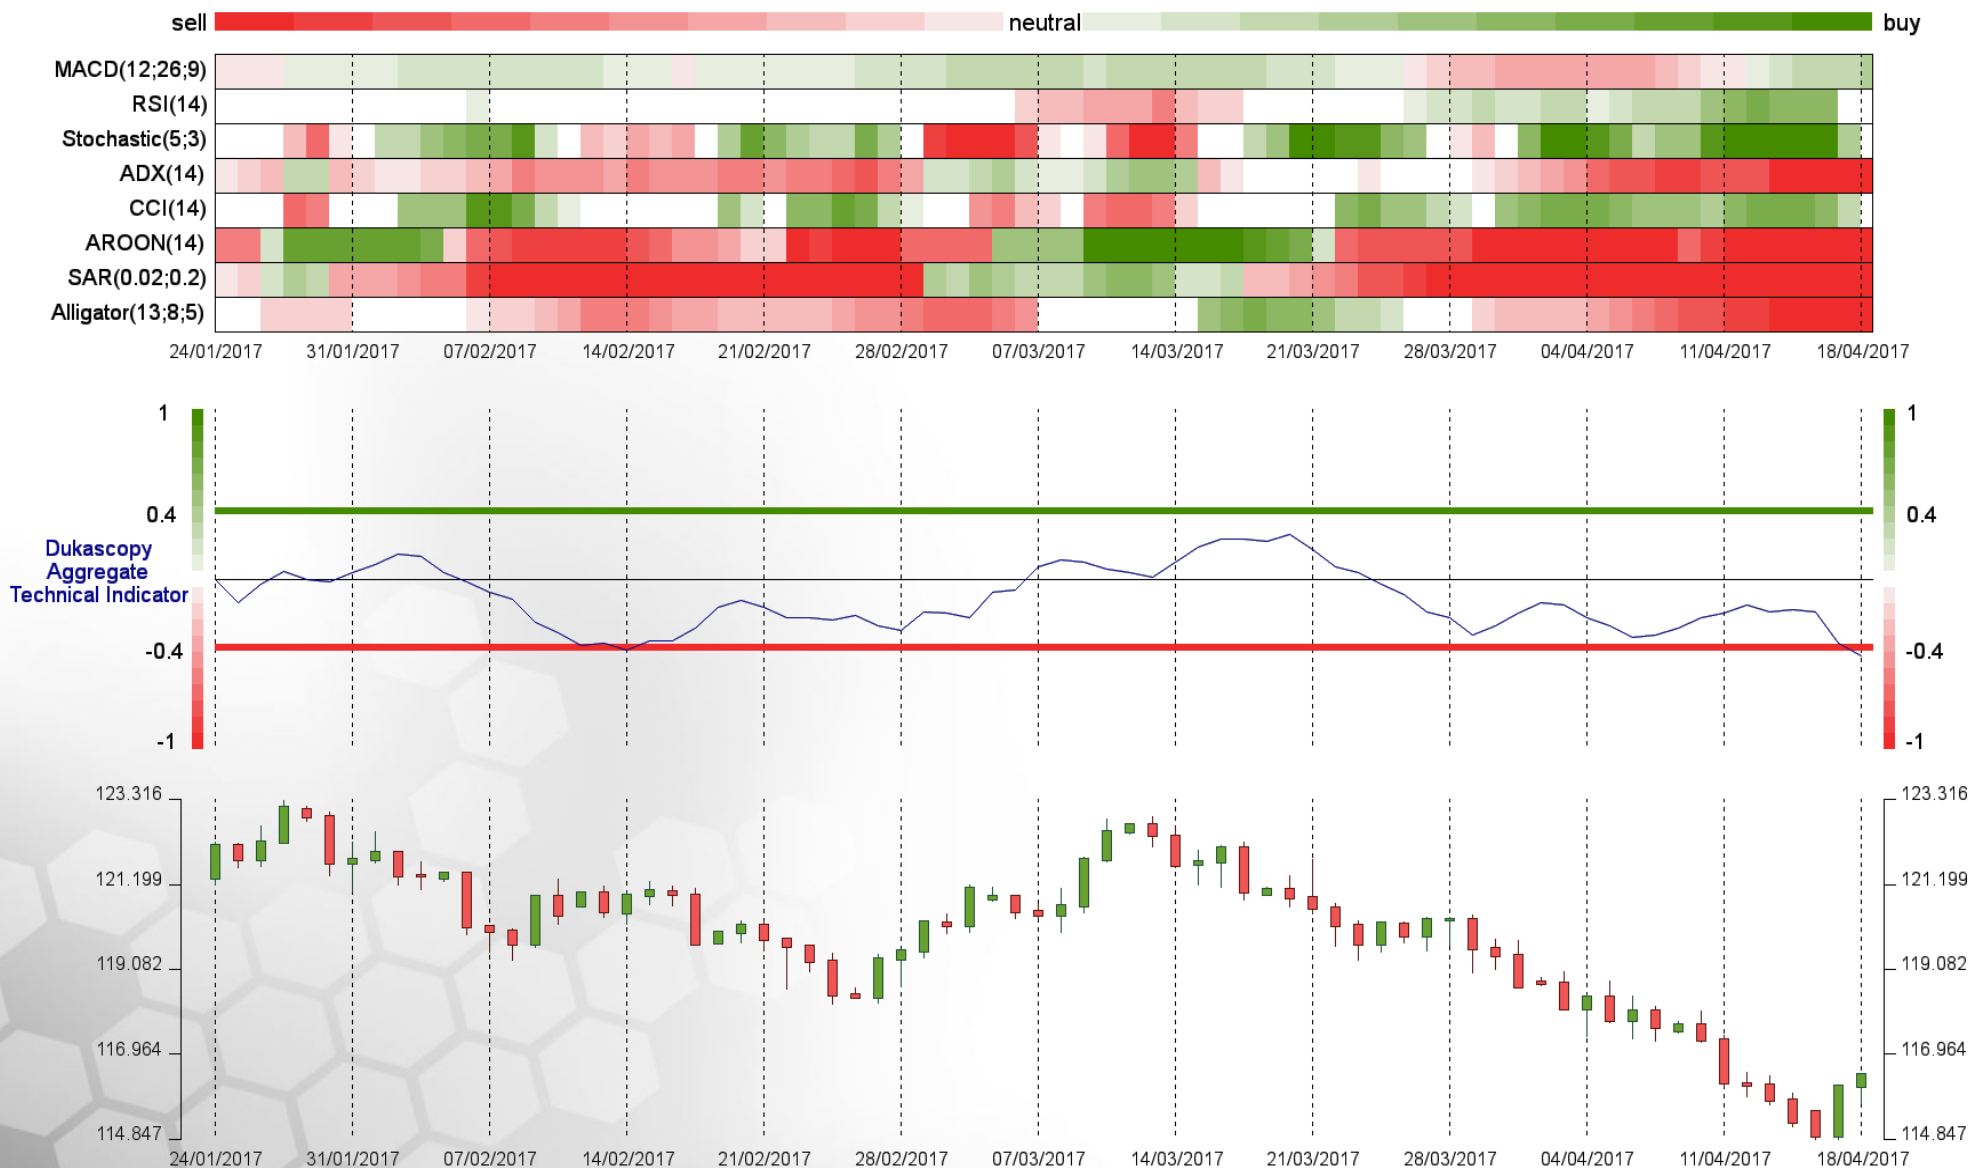 sell neutral buy
MACD(12;26;9)
RSI(14)
Stochastic(5;3)
ADX(14)
CCI(14)
AROON(14)
SAR(0.02;0.2)
Alligator(13;8;5)
24/01/2017 31/01/2017 07/02/2017 14/02/2017 21/02/2017 28/02/2017 07/03/2017 14/03/2017 21/03/2017 28/03/2017 04/04/2017 11/04/2017 18/04/2017
1 1
0.4 0.4
Dukascopy
Aggregate
Technical Indicator
-0.4 -0.4
-1 -1
123.316 123.316
121.199 121.199
119.082 119.082
116.964 116.964
114.847 114.847
24/01/2017 31/01/2017 07/02/2017 14/02/2017 21/02/2017 28/02/2017 07/03/2017 14/03/2017 21/03/2017 28/03/2017 04/04/2017 11/04/2017 18/04/2017